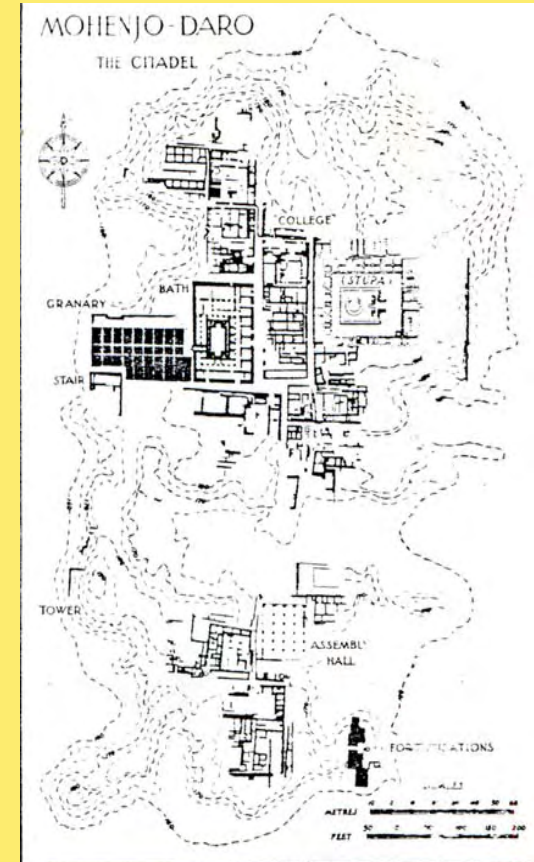 MOHENJO-DARO
THE CITADEL
COLLEGE
(STUPA)
BATH
GRANARY
STAIR
TOWER
ASSEMBLY
HALL
FORTIFICATIONS
METRES
FEET